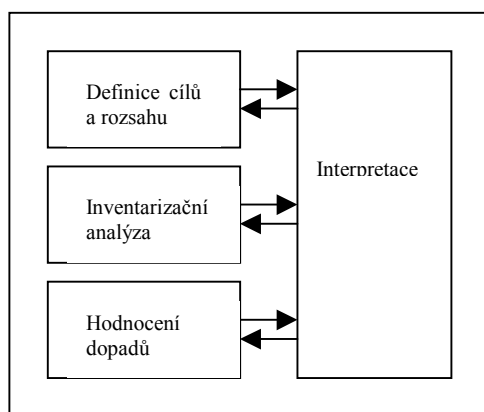 Definice cílů
a rozsahu
Interpretace
Inventarizační
analýza
Hodnocení
dopadů